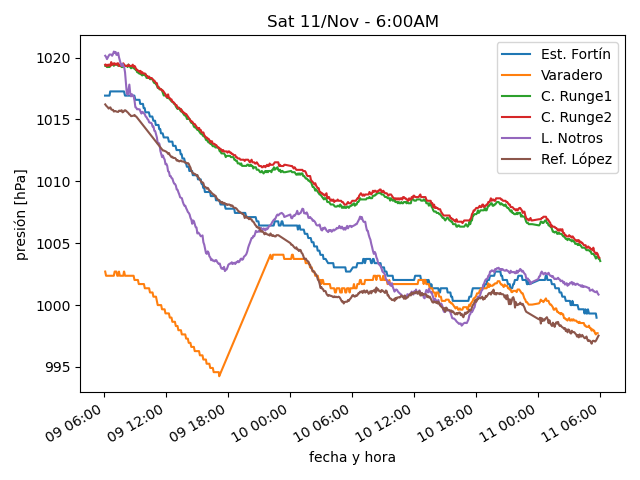 Sat 11/Nov - 6:00AM
Est. Fortín
Varadero
C. Runge1
C. Runge2
L. Notros
Ref. López
presión [hPa]
1020
1015
1010
1005
1000
995
09 06:00
09 12:00
09 18:00
10 00:00
10 06:00
10 12:00
10 18:00
11 00:00
11 06:00
fecha y hora